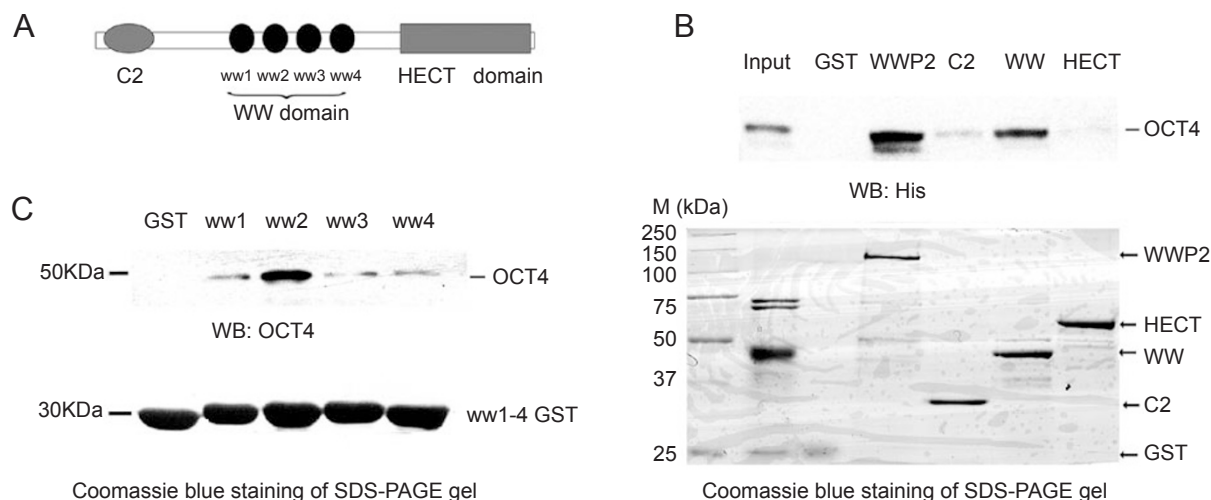 A
C2
ww1 ww2 ww3 ww4
WW domain
HECT domain
B
Input GST WWP2 C2 WW HECT
OCT4
WB: His
M (kDa)
250
150
100
75
50
37
25
WWP2
HECT
WW
C2
GST
Coomassie blue staining of SDS-PAGE gel
C
GST ww1 ww2 ww3 ww4
50KDa
OCT4
WB: OCT4
30KDa
ww1-4 GST
Coomassie blue staining of SDS-PAGE gel